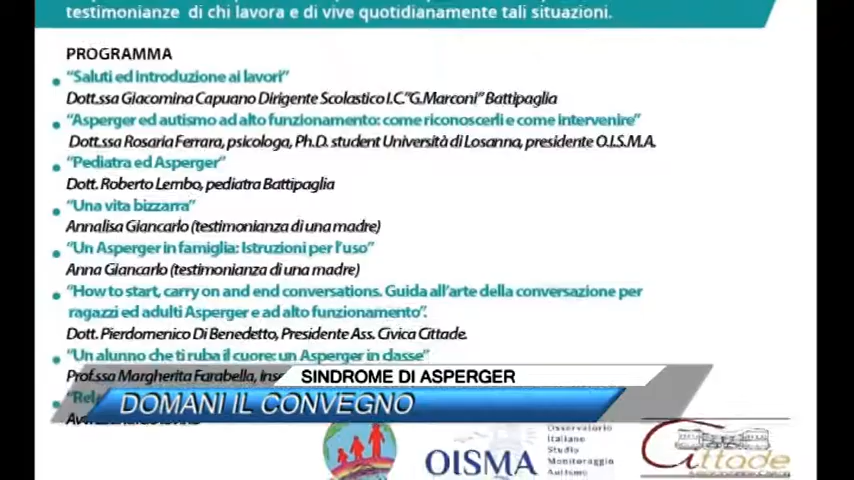 testimonianze di chi lavora e di vive quotidianamente tali situazioni.
PROGRAMMA
• "Saluti ed introduzione ai lavori"
Dott.ssa Giacomina Capuano Dirigente Scolastico I.C."G.Marconi" Battipaglia
• "Asperger ed autismo ad alto funzionamento: come riconoscerli e come intervenire"
Dott.ssa Rosaria Ferrara, psicologa, Ph.D. student Università di Losanna, presidente O.I.S.M.A.
• "Pediatra ed Asperger"
Dott. Roberto Lembo, pediatra Battipaglia
• "Una vita bizzarra"
Annalisa Giancarlo (testimonianza di una madre)
• "Un Asperger in famiglia: Istruzioni per l'uso"
Anna Giancarlo (testimonianza di una madre)
• "How to start, carry on and end conversations. Guida all'arte della conversazione per
ragazzi ed adulti Asperger e ad alto funzionamento".
Dott. Pierdomenico Di Benedetto, Presidente Ass. Civica Cittade.
• "Un alunno che ti ruba il cuore: un Asperger in classe"
Prof.ssa Margherita Farabella,
SINDROME DI ASPERGER
DOMANI IL CONVEGNO
OISMA
Osservatorio
Italiano
Studio
Monitoraggio
Autismo
Cittade